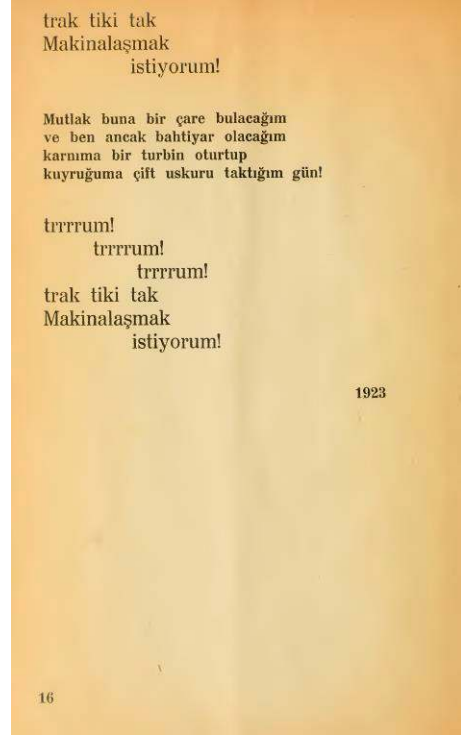 trak tiki tak
Makinalaşmak
istiyorum!
Mutlak buna bir çare bulacağım
ve ben ancak bahtiyar olacağım
karnıma bir turbin oturtup
kuyruğuma çift uskuru taktığım gün!
trrrrum!
trrrrum!
trrrrum!
trak tiki tak
Makinalaşmak
istiyorum!
1923
16